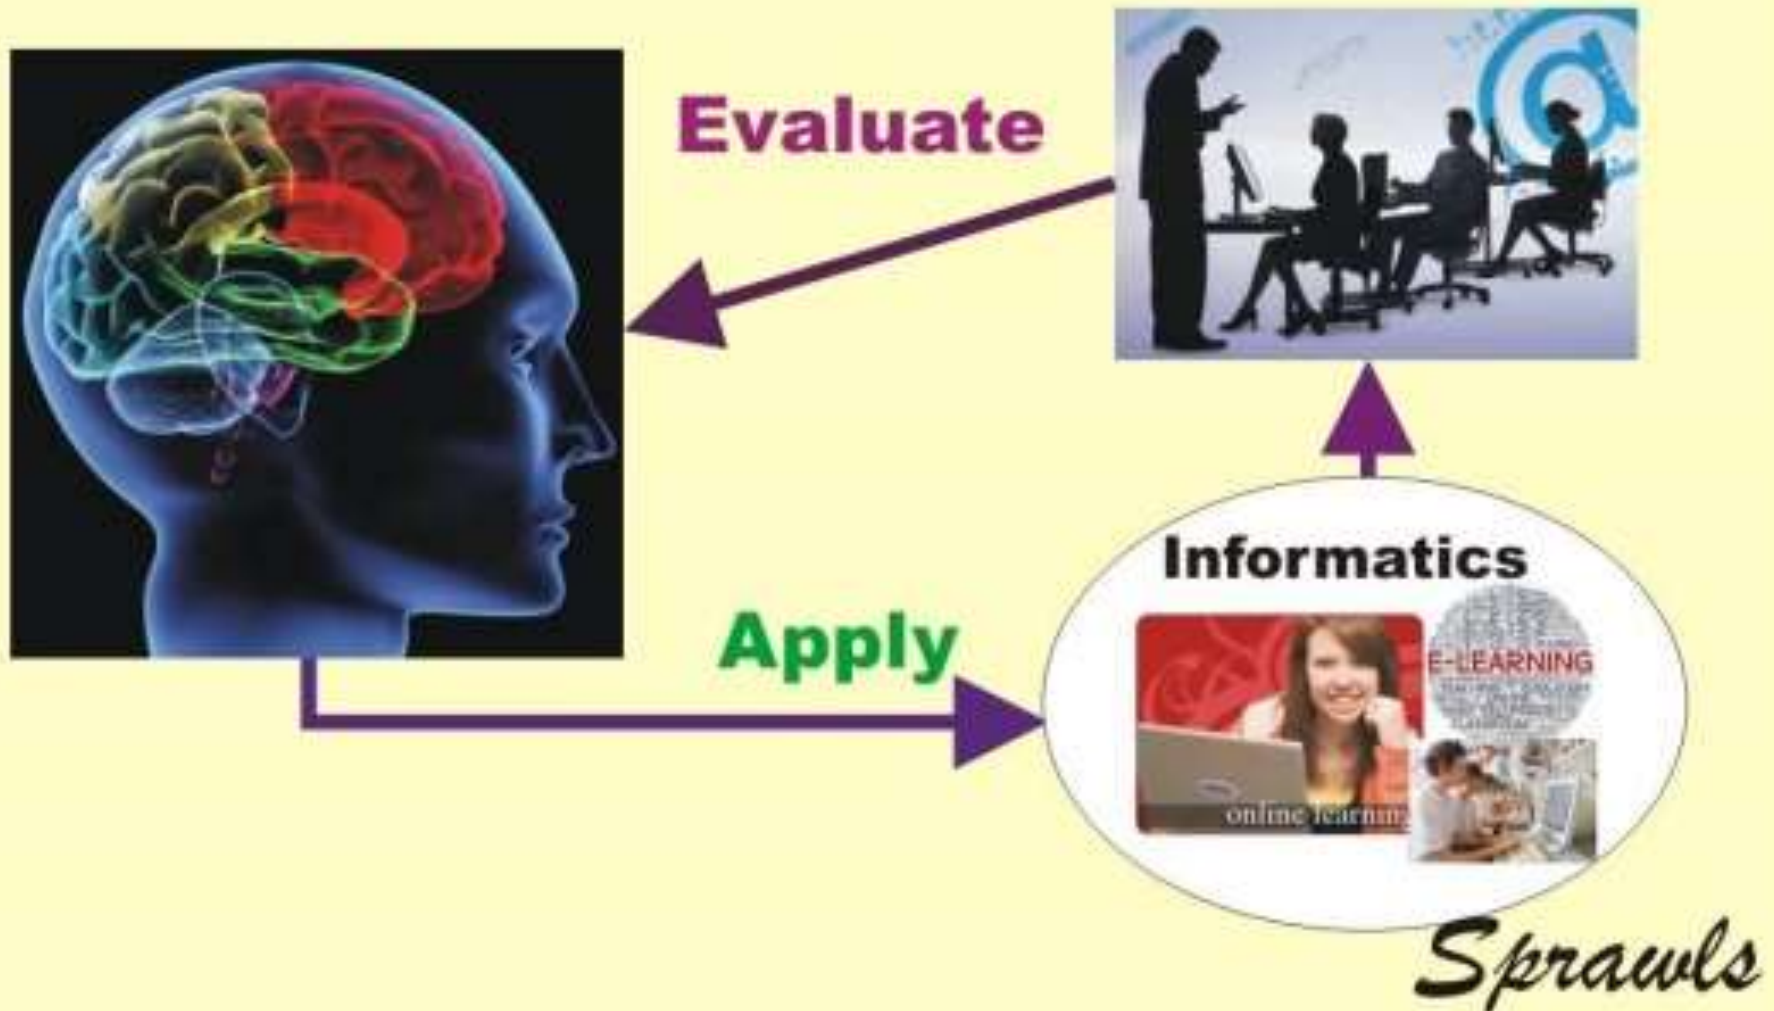 Evaluate
Informatics
Apply
E-LEARNING
online learning
Sprawls